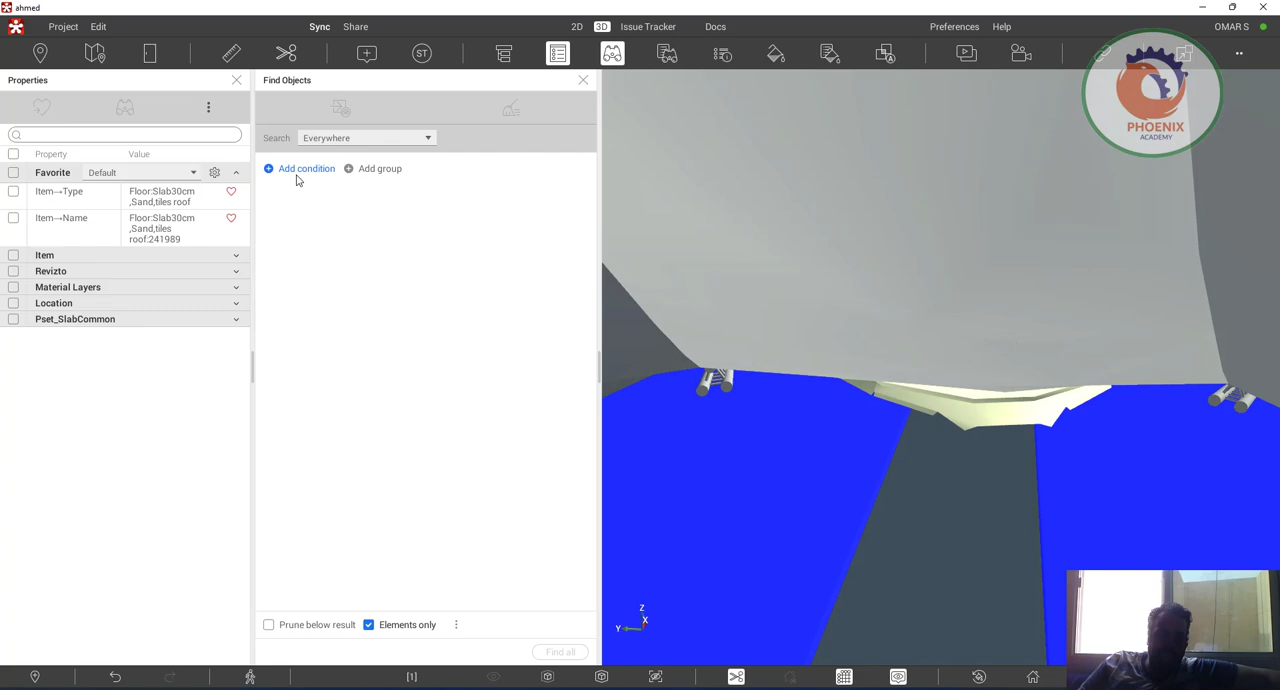 ahmed
Project Edit Sync Share 2D 3D Issue Tracker Docs Preferences Help OMAR S
ST
Properties
Property Value
Favorite Default
Item→Type Floor:Slab30cm
,Sand,tiles roof
Item→Name Floor:Slab30cm
,Sand,tiles
roof:241989
Item
Revizto
Material Layers
Location
Pset_SlabCommon
Find Objects
Search Everywhere
Add condition Add group
Prune below result Elements only
Find all
PHOENIX
ACADEMY
Z
X
Y